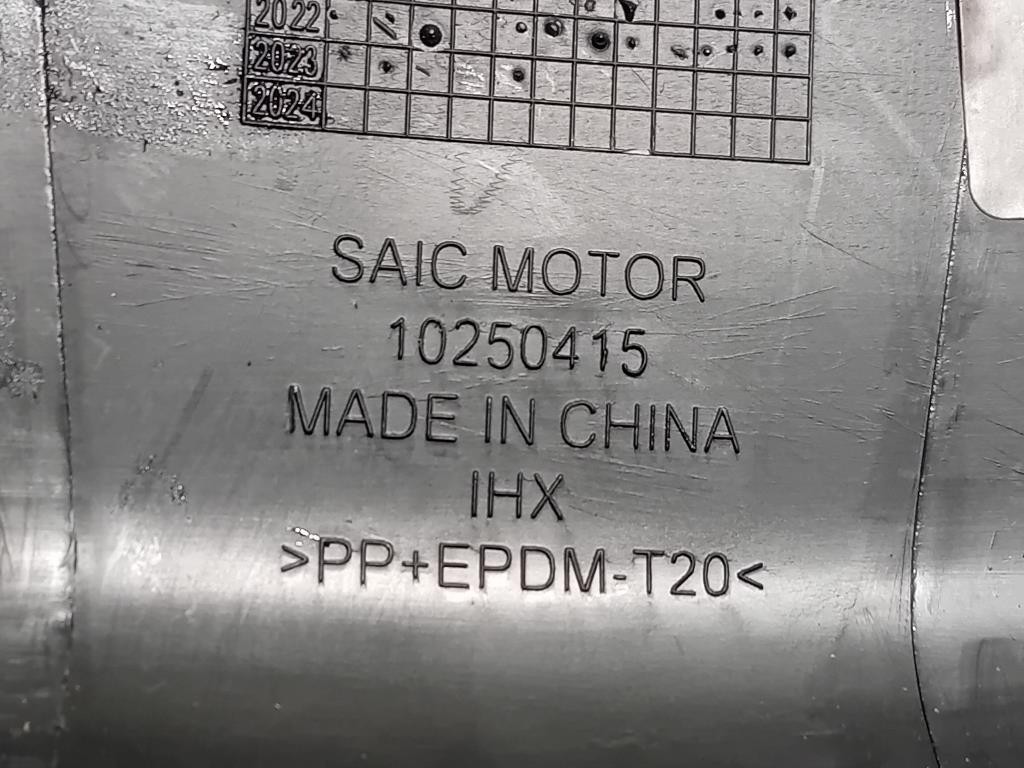 2022
2023
2024
SAIC MOTOR
10250415
MADE IN CHINA
IHX
>PP+EPDM-T20<